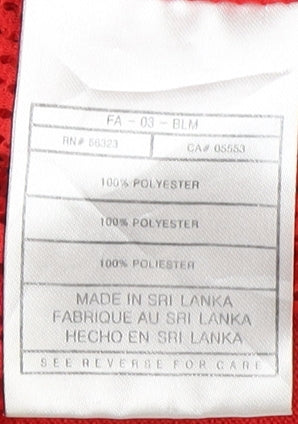 FA - 03 - BLM
RN# 56323 CA# 05553
100% POLYESTER
100% POLYESTER
100% POLIESTER
MADE IN SRI LANKA
FABRIQUE AU SRI LANKA
HECHO EN SRI LANKA
SEE REVERSE FOR CARE